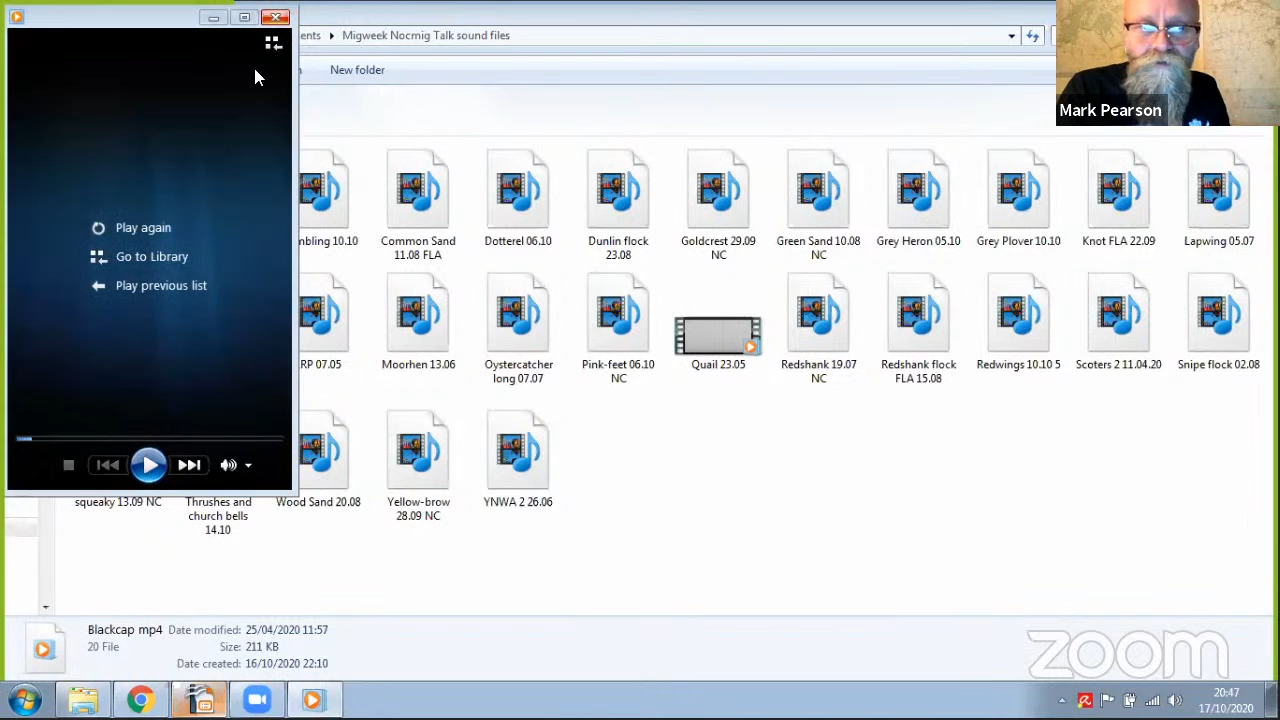 ents ▸ Migweek Nocmig Talk sound files
New folder
Mark Pearson
Play again
Go to Library
Play previous list
mbling 10.10
Common Sand 11.08 FLA
Dotterel 06.10
Dunlin flock 23.08
Goldcrest 29.09 NC
Green Sand 10.08 NC
Grey Heron 05.10
Grey Plover 10.10
Knot FLA 22.09
Lapwing 05.07
RP 07.05
Moorhen 13.06
Oystercatcher long 07.07
Pink-feet 06.10 NC
Quail 23.05
Redshank 19.07 NC
Redshank flock FLA 15.08
Redwings 10.10 5
Scoters 2 11.04.20
Snipe flock 02.08
squeaky 13.09 NC
Thrushes and church bells 14.10
Wood Sand 20.08
Yellow-brow 28.09 NC
YNWA 2 26.06
Blackcap mp4 Date modified: 25/04/2020 11:57
20 File Size: 211 KB
Date created: 16/10/2020 22:10
zoom
20:47
17/10/2020